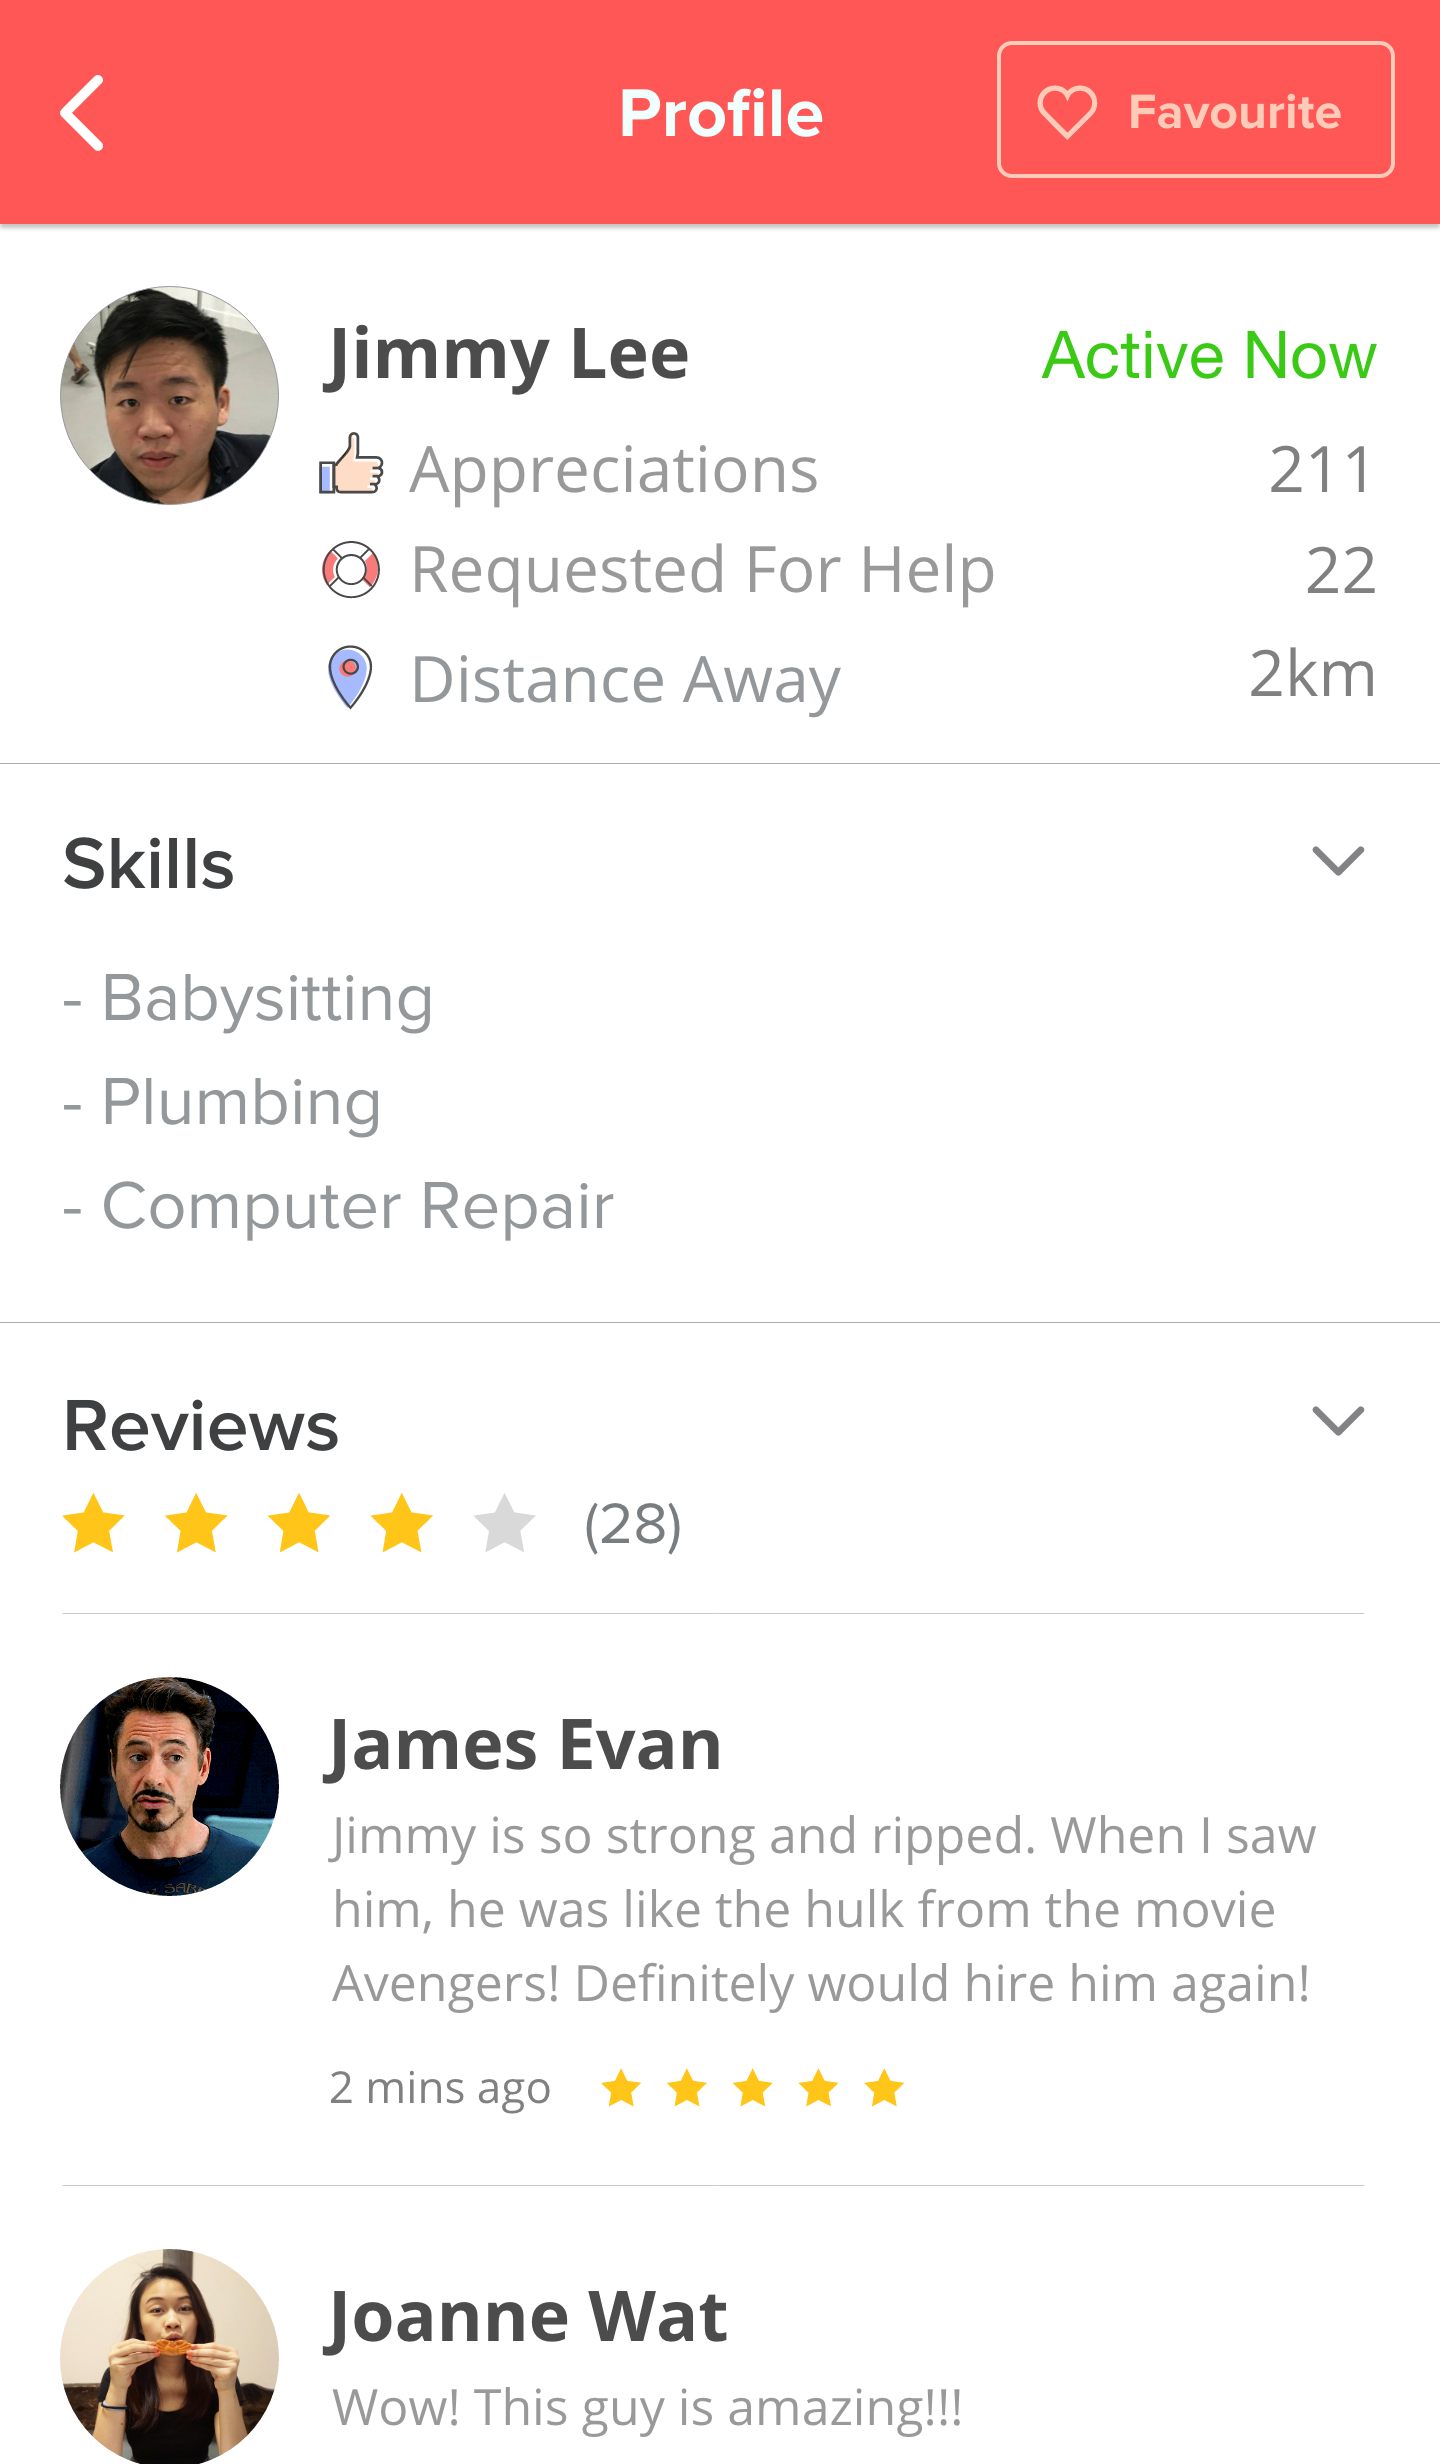 Profile
Favourite
Jimmy Lee
Active Now
Appreciations
211
Requested For Help
22
Distance Away
2km
Skills
- Babysitting
- Plumbing
- Computer Repair
Reviews
(28)
James Evan
Jimmy is so strong and ripped. When I saw
him, he was like the hulk from the movie
Avengers! Definitely would hire him again!
2 mins ago
Joanne Wat
Wow! This guy is amazing!!!